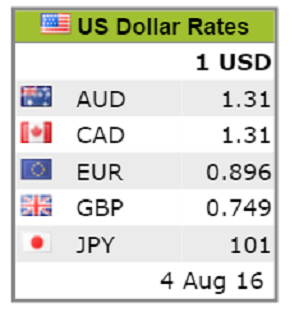 US Dollar Rates
1 USD
AUD 1.31
CAD 1.31
EUR 0.896
GBP 0.749
JPY 101
4 Aug 16